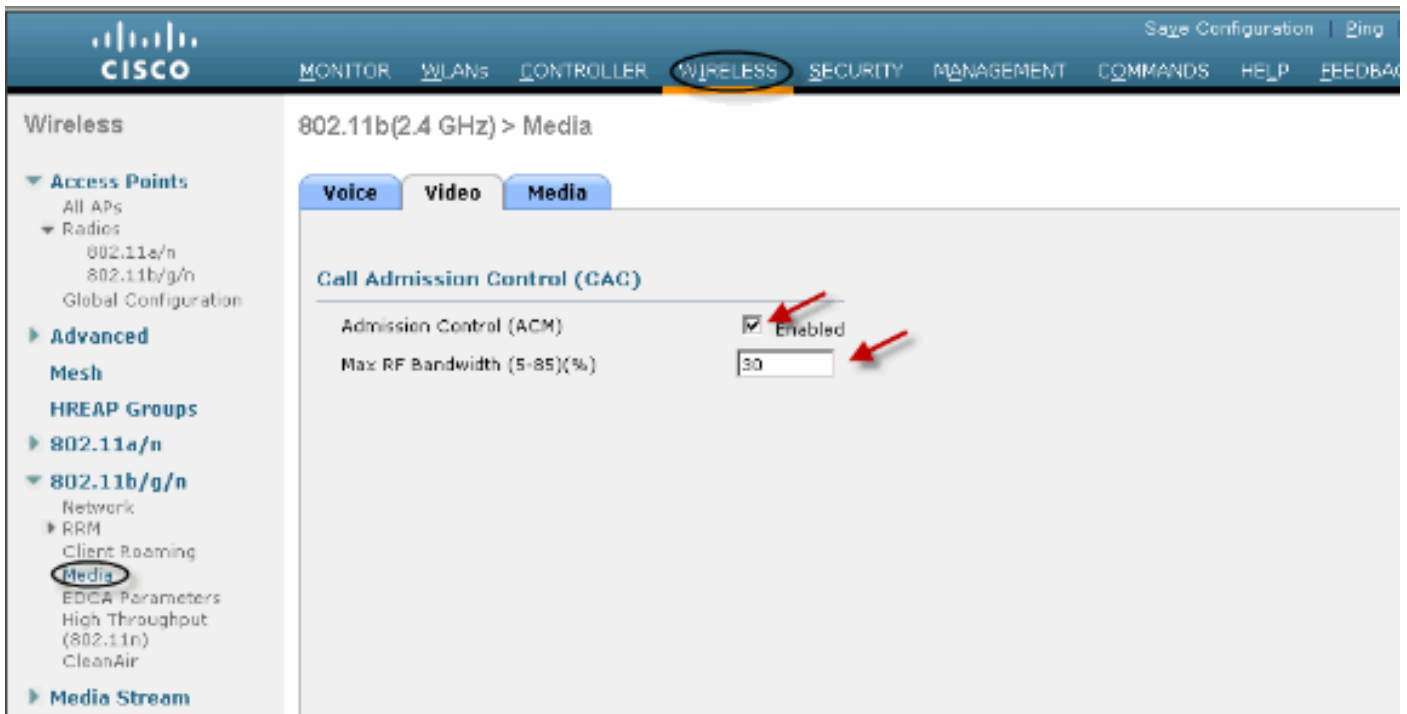 Save Configuration | Ping |
CISCO
MONITOR WLANs CONTROLLER WIRELESS SECURITY MANAGEMENT COMMANDS HELP FEEDBAC
Wireless
Access Points
All APs
Radios
802.11a/n
802.11b/g/n
Global Configuration
Advanced
Mesh
HREAP Groups
802.11a/n
802.11b/g/n
Network
RRM
Client Roaming
Media
EDCA Parameters
High Throughput
(802.11n)
CleanAir
Media Stream
802.11b(2.4 GHz) > Media
Voice Video Media
Call Admission Control (CAC)
Admission Control (ACM) Enabled
Max RF Bandwidth (5-85)(%) 30